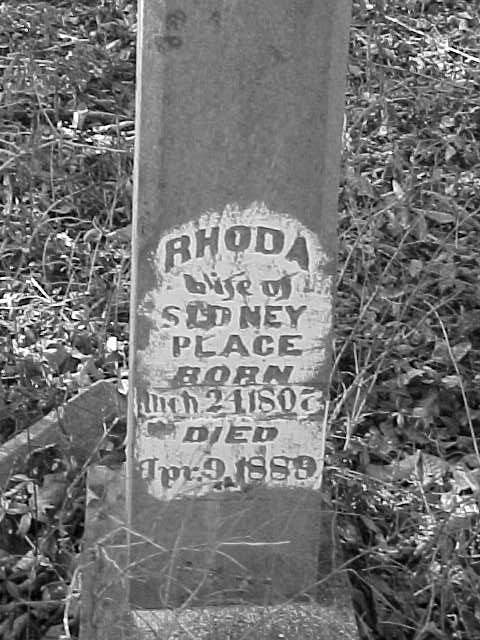 RHODA
Wife of
SIDNEY
PLACE
BORN
Mch 24 1807
DIED
Apr. 9, 1889